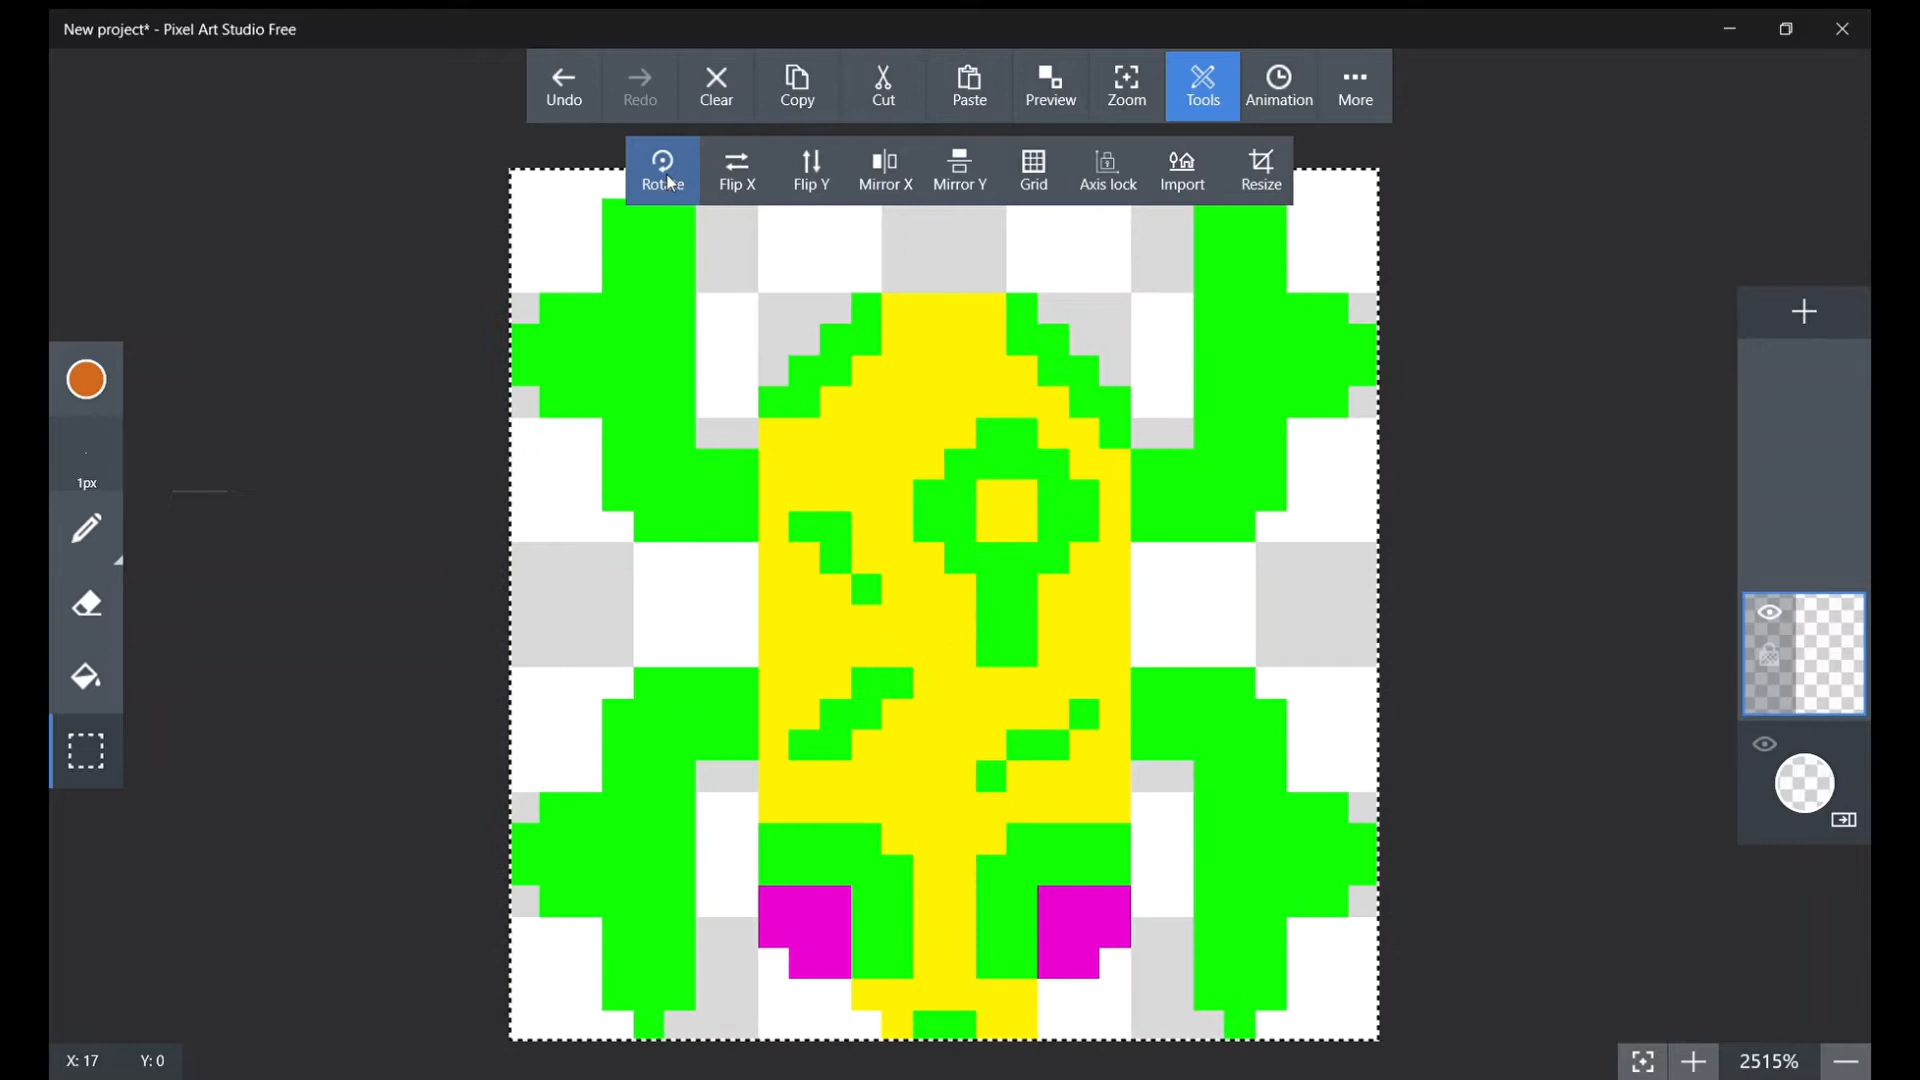 New project* - Pixel Art Studio Free
Undo Redo Clear Copy Cut Paste Preview Zoom Tools Animation More
Rotate Flip X Flip Y Mirror X Mirror Y Grid Axis lock Import Resize
1px
X: 17 Y: 0 2515%